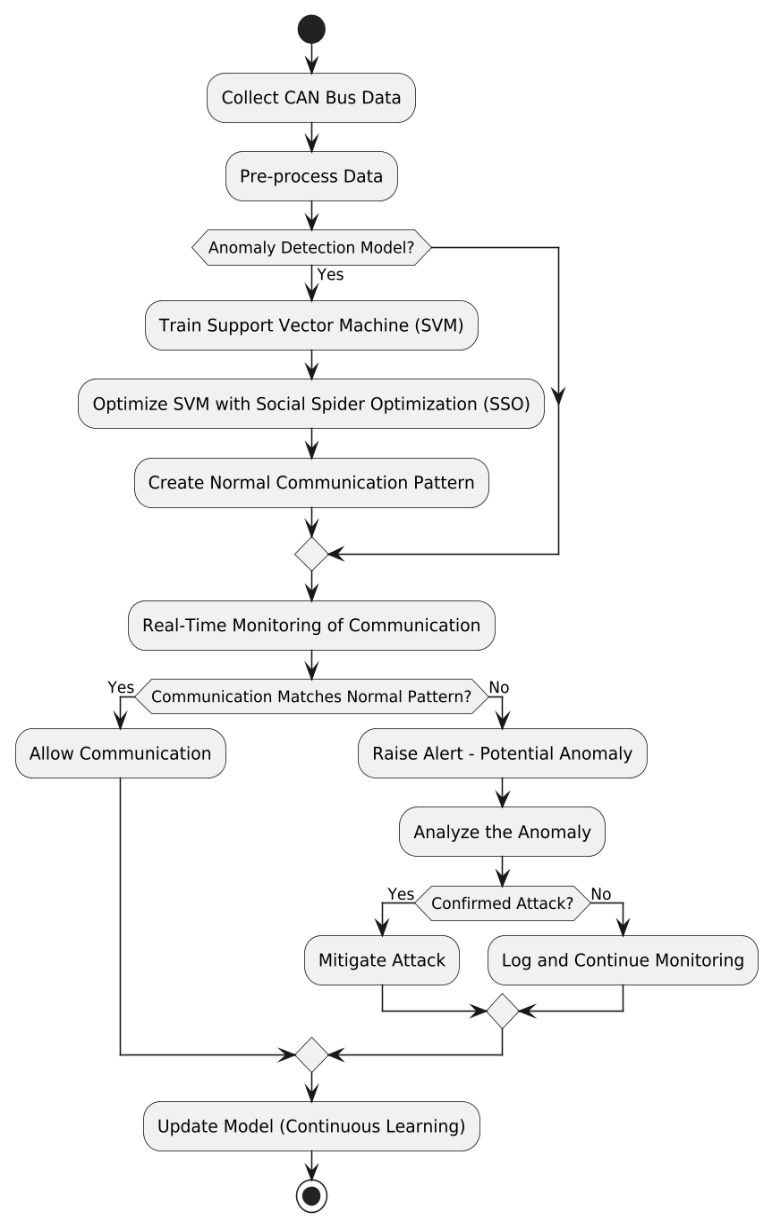 Collect CAN Bus Data
Pre-process Data
Anomaly Detection Model?
Yes
Train Support Vector Machine (SVM)
Optimize SVM with Social Spider Optimization (SSO)
Create Normal Communication Pattern
Real-Time Monitoring of Communication
Yes
Communication Matches Normal Pattern?
No
Allow Communication
Raise Alert - Potential Anomaly
Analyze the Anomaly
Yes
Confirmed Attack?
No
Mitigate Attack
Log and Continue Monitoring
Update Model (Continuous Learning)